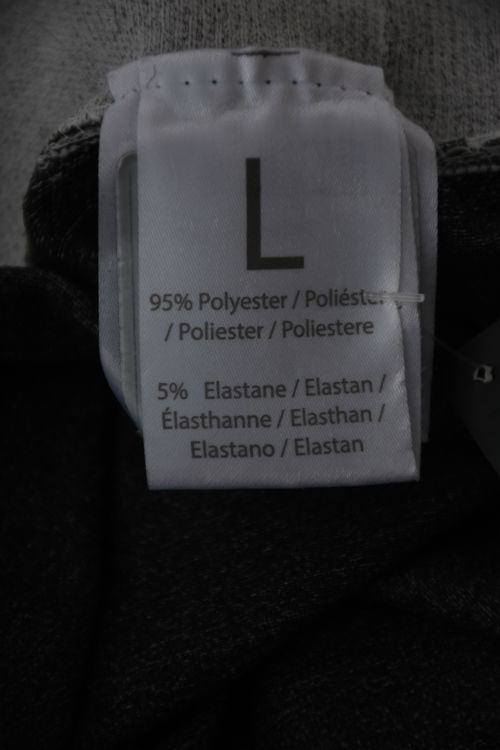 L
95% Polyester / Poliéster
/ Poliester / Poliestere
5% Elastane / Elastan /
Élasthanne / Elasthan /
Elastano / Elastan